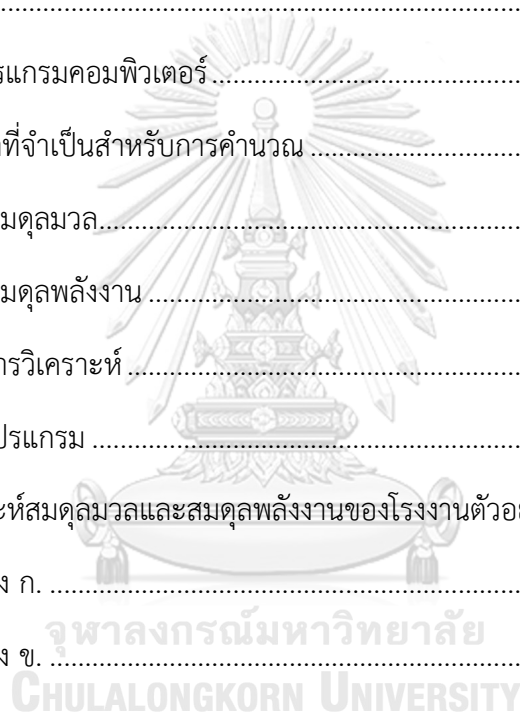 ................................................................
รแกรมคอมพิวเตอร์................................................
ที่จำเป็นสำหรับการคำนวณ ................................
มดุลมวล................................................................
มดุลพลังงาน ........................................................
ารวิเคราะห์ ............................................................
ปรแกรม ................................................................
ะห์สมดุลมวลและสมดุลพลังงานของโรงงานตัวอย
ง ก. ....................................................................
จุฬาลงกรณ์มหาวิทยาลัย
ง ข. ....................................................................
CHULALONGKORN UNIVERSITY